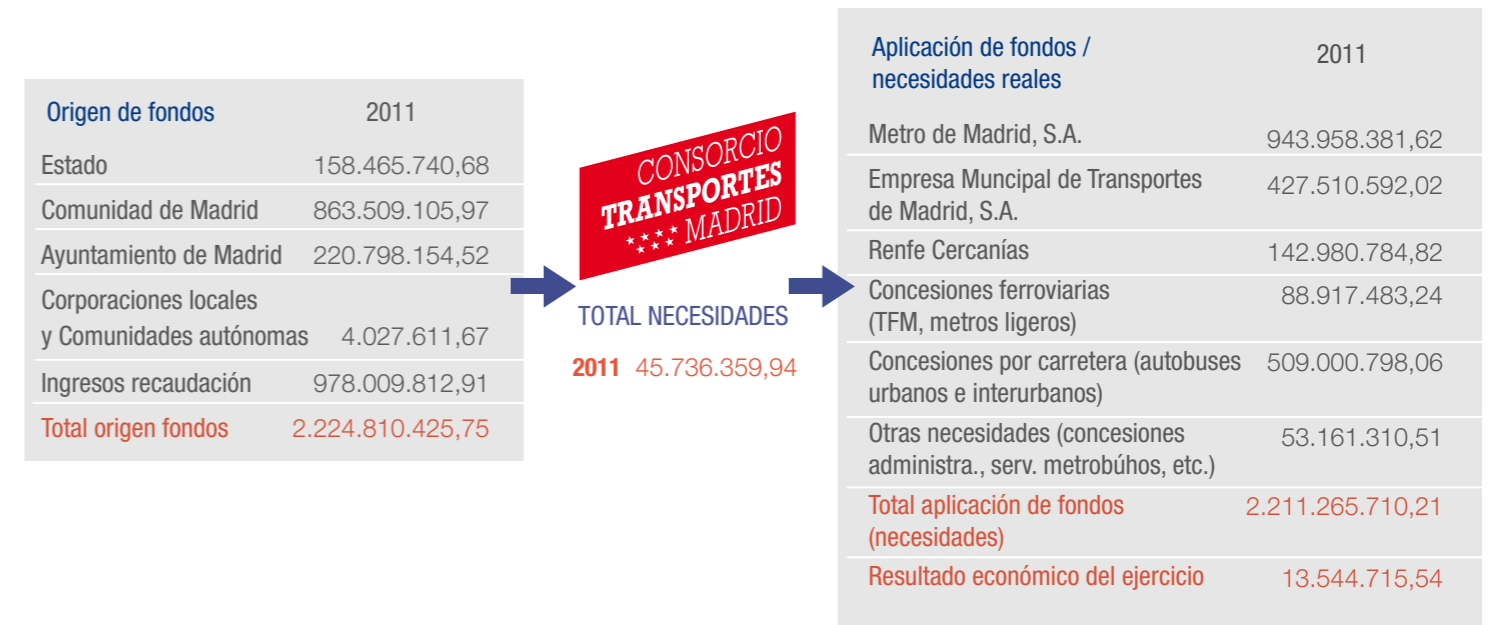 Origen de fondos 2011
Estado 158.465.740,68
Comunidad de Madrid 863.509.105,97
Ayuntamiento de Madrid 220.798.154,52
Corporaciones locales
y Comunidades autónomas 4.027.611,67
Ingresos recaudación 978.009.812,91
Total origen fondos 2.224.810.425,75
CONSORCIO
TRANSPORTES
MADRID
TOTAL NECESIDADES
2011 45.736.359,94
Aplicación de fondos /
necesidades reales
2011
Metro de Madrid, S.A. 943.958.381,62
Empresa Muncipal de Transportes
de Madrid, S.A.
427.510.592,02
Renfe Cercanías 142.980.784,82
Concesiones ferroviarias
(TFM, metros ligeros)
88.917.483,24
Concesiones por carretera (autobuses
urbanos e interurbanos)
509.000.798,06
Otras necesidades (concesiones
administra., serv. metrobúhos, etc.)
53.161.310,51
Total aplicación de fondos
(necesidades)
2.211.265.710,21
Resultado económico del ejercicio 13.544.715,54